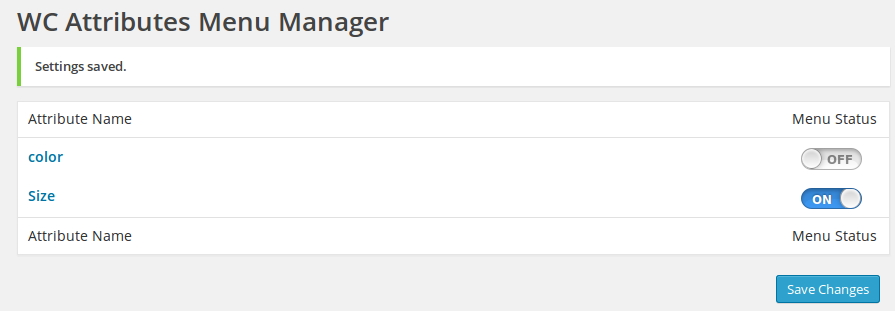 WC Attributes Menu Manager
Settings saved.
Attribute Name Menu Status
color OFF
Size ON
Attribute Name Menu Status
Save Changes